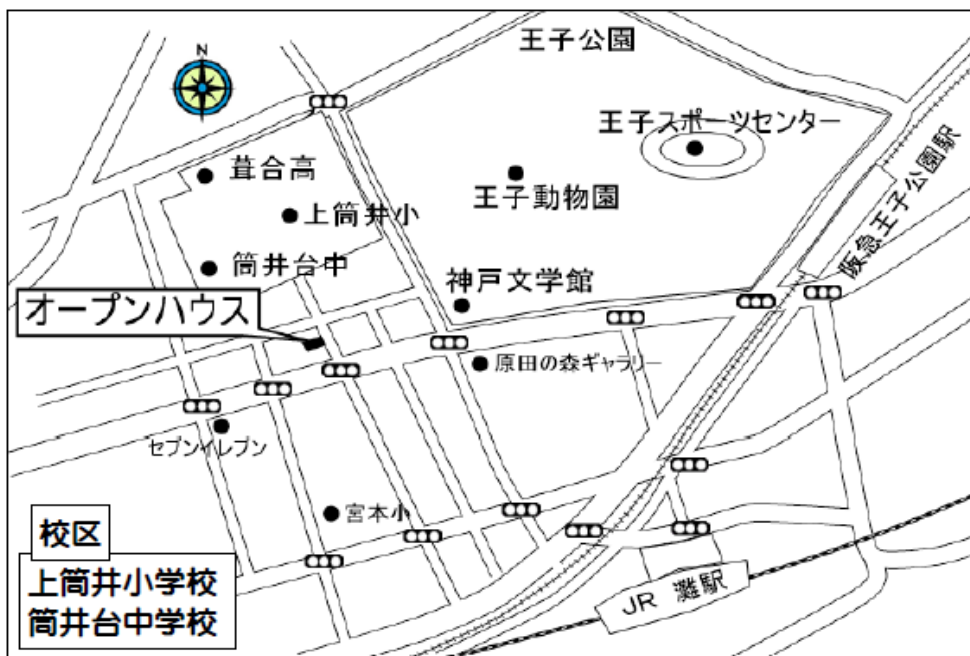 王子公園
N
王子スポーツセンター
葺合高
王子動物園
上筒井小
阪急王子公園駅
筒井台中
神戸文学館
オープンハウス
原田の森ギャラリー
セブンイレブン
宮本小
校区
上筒井小学校
筒井台中学校
JR 灘駅